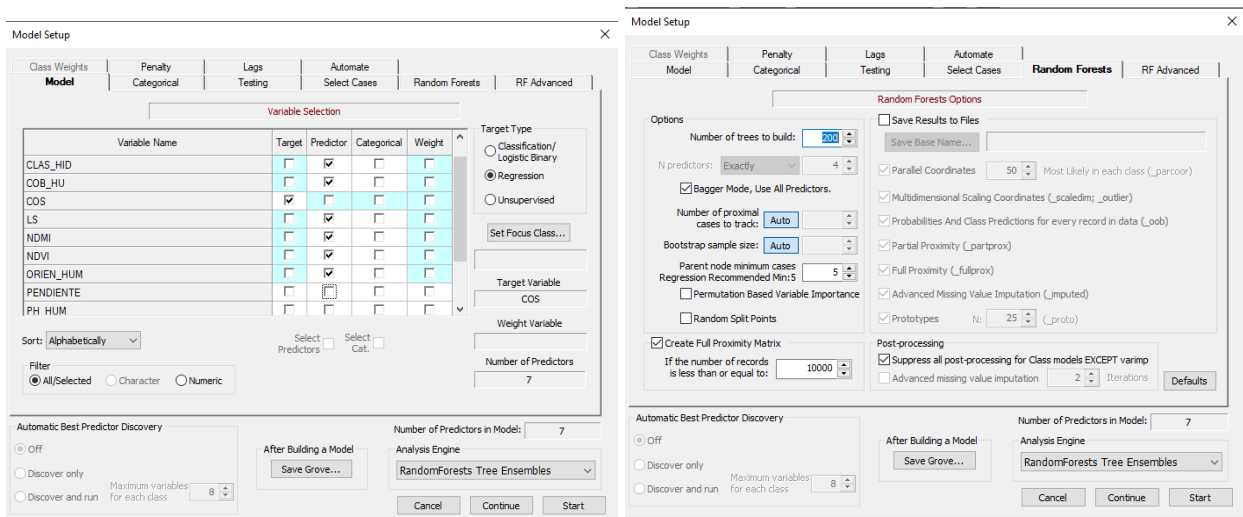 Model Setup
Class Weights Penalty Lags Automate
Model Categorical Testing Select Cases Random Forests RF Advanced
Variable Selection
Variable Name Target Predictor Categorical Weight
CLAS_HID
COB_HU
COS
LS
NDMI
NDVI
ORIEN_HUM
PENDIENTE
PH_HUM
Target Type
Classification/
Logistic Binary
Regression
Unsupervised
Set Focus Class...
Target Variable
COS
Weight Variable
Number of Predictors
7
Sort: Alphabetically
Select
Predictors
Select
Cat.
Filter
All/Selected Character Numeric
Automatic Best Predictor Discovery
Off
Discover only
Discover and run
Maximum variables
for each class 8
Number of Predictors in Model: 7
After Building a Model
Save Grove...
Analysis Engine
RandomForests Tree Ensembles
Cancel Continue Start
Model Setup
Class Weights Penalty Lags Automate
Model Categorical Testing Select Cases Random Forests RF Advanced
Random Forests Options
Options
Number of trees to build: 200
N predictors: Exactly 4
Bagger Mode, Use All Predictors.
Number of proximal
cases to track: Auto
Bootstrap sample size: Auto
Parent node minimum cases
Regression Recommended Min:5 5
Permutation Based Variable Importance
Random Split Points
Create Full Proximity Matrix
If the number of records
is less than or equal to: 10000
Save Results to Files
Save Base Name...
Parallel Coordinates 50 Most Likely in each class (_parcoor)
Multidimensional Scaling Coordinates (_scaledim; _outlier)
Probabilities And Class Predictions for every record in data (_oob)
Partial Proximity (_partprox)
Full Proximity (_fullprox)
Advanced Missing Value Imputation (_imputed)
Prototypes N: 25 (_proto)
Post-processing
Suppress all post-processing for Class models EXCEPT varimp
Advanced missing value imputation 2 Iterations
Defaults
Automatic Best Predictor Discovery
Off
Discover only
Discover and run
Maximum variables
for each class 8
Number of Predictors in Model: 7
After Building a Model
Save Grove...
Analysis Engine
RandomForests Tree Ensembles
Cancel Continue Start